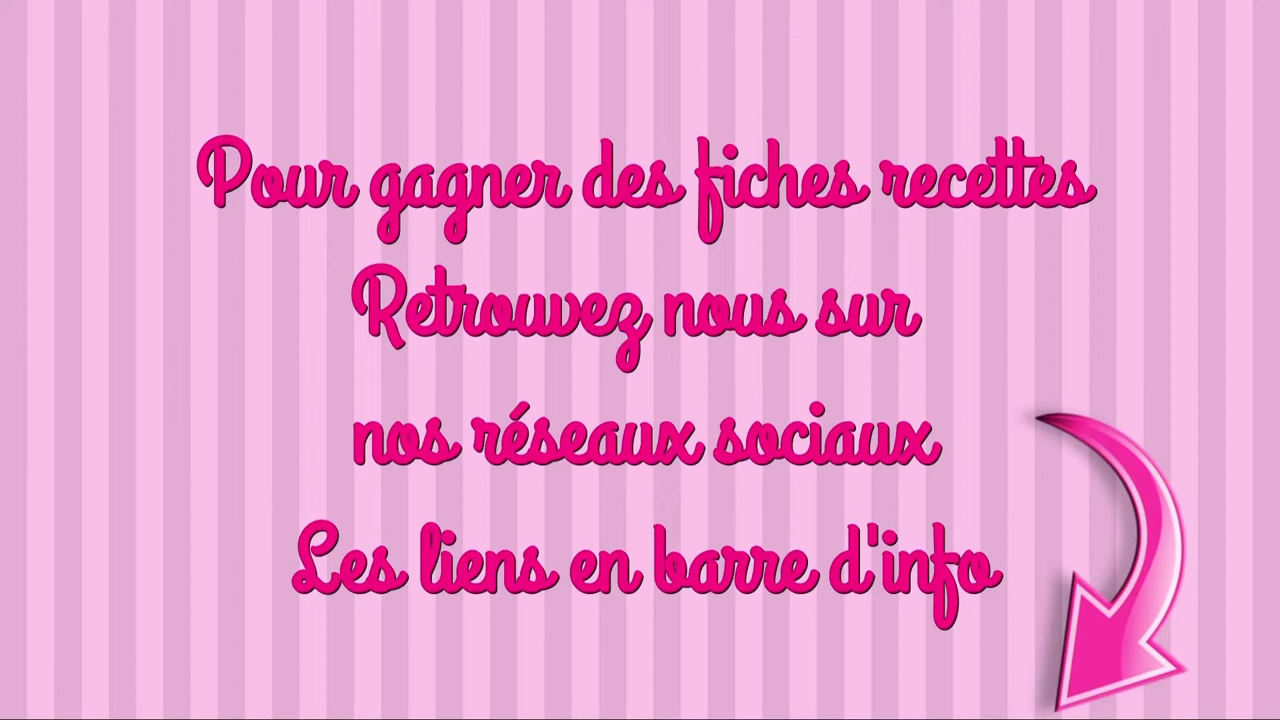 Pour gagner des fiches recettes
Retrouvez nous sur
nos réseaux sociaux
Les liens en barre d'info